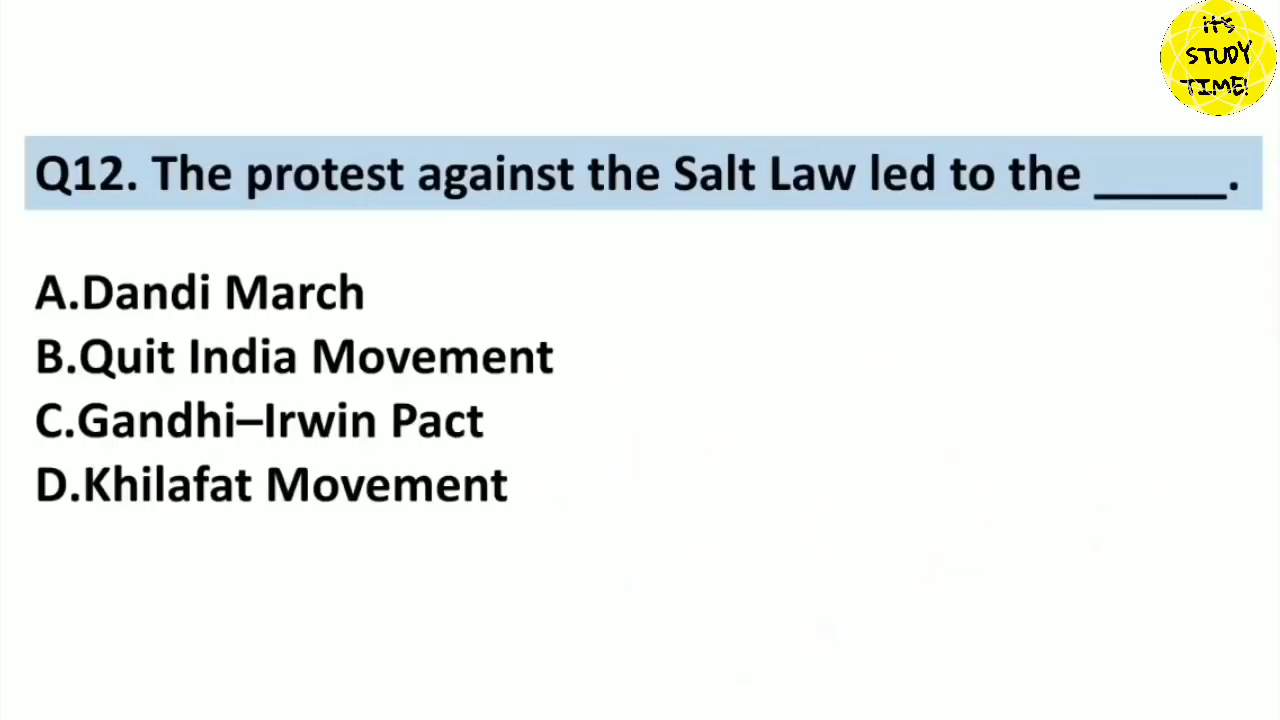 iTS
STUDY
TIME!
Q12. The protest against the Salt Law led to the ______.
A.Dandi March
B.Quit India Movement
C.Gandhi–Irwin Pact
D.Khilafat Movement